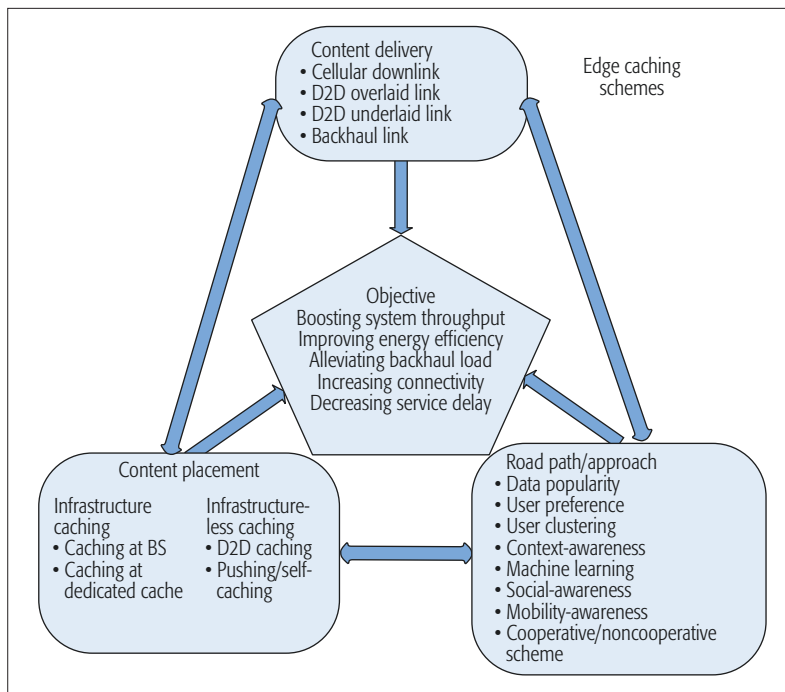 Content delivery
• Cellular downlink
• D2D overlaid link
• D2D underlaid link
• Backhaul link
Edge caching
schemes
Objective
Boosting system throughput
Improving energy efficiency
Alleviating backhaul load
Increasing connectivity
Decreasing service delay
Content placement
Infrastructure
caching
• Caching at BS
• Caching at
dedicated cache
Infrastructure-
less caching
• D2D caching
• Pushing/self-
caching
Road path/approach
• Data popularity
• User preference
• User clustering
• Context-awareness
• Machine learning
• Social-awareness
• Mobility-awareness
• Cooperative/noncooperative
scheme